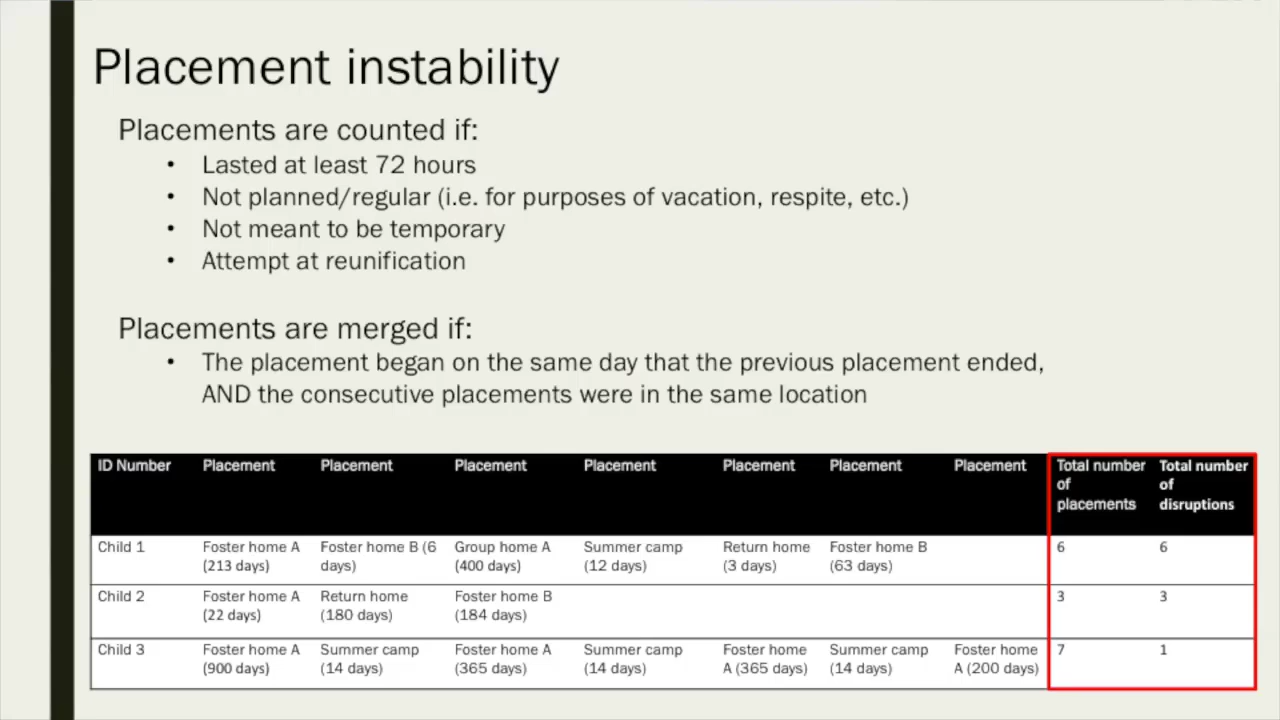 Placement instability
Placements are counted if:
• Lasted at least 72 hours
• Not planned/regular (i.e. for purposes of vacation, respite, etc.)
• Not meant to be temporary
• Attempt at reunification
Placements are merged if:
• The placement began on the same day that the previous placement ended,
AND the consecutive placements were in the same location
ID Number Placement Placement Placement Placement Placement Placement Placement Total number of placements Total number of disruptions
Child 1 Foster home A (213 days) Foster home B (6 days) Group home A (400 days) Summer camp (12 days) Return home (3 days) Foster home B (63 days) 6 6
Child 2 Foster home A (22 days) Return home (180 days) Foster home B (184 days) 3 3
Child 3 Foster home A (900 days) Summer camp (14 days) Foster home A (365 days) Summer camp (14 days) Foster home A (365 days) Summer camp (14 days) Foster home A (200 days) 7 1